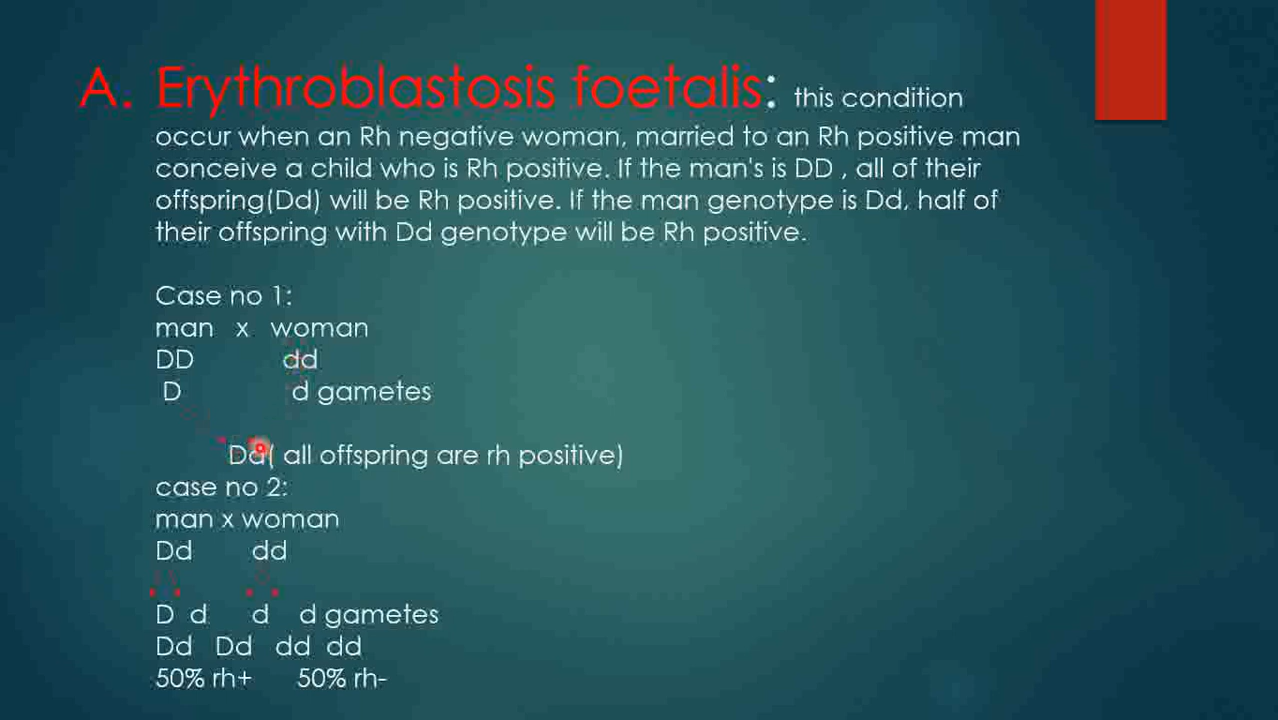 A. Erythroblastosis foetalis: this condition
occur when an Rh negative woman, married to an Rh positive man
conceive a child who is Rh positive. If the man's is DD , all of their
offspring(Dd) will be Rh positive. If the man genotype is Dd, half of
their offspring with Dd genotype will be Rh positive.
Case no 1:
man x woman
DD dd
D d gametes
Dd( all offspring are rh positive)
case no 2:
man x woman
Dd dd
D d d d gametes
Dd Dd dd dd
50% rh+ 50% rh-